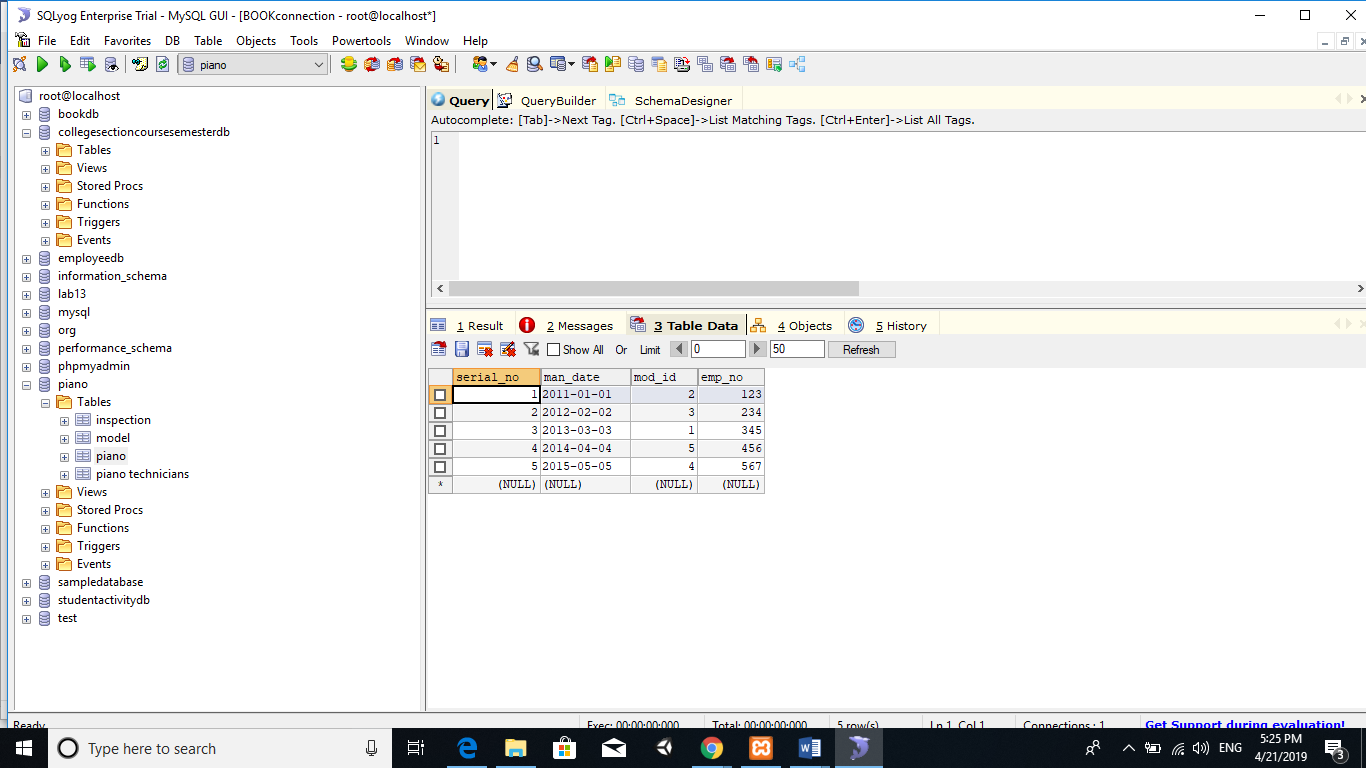 SQLyog Enterprise Trial - MySQL GUI - [BOOKconnection - root@localhost*]
File Edit Favorites DB Table Objects Tools Powertools Window Help
piano
root@localhost
bookdb
collegesectioncoursesemesterdb
Tables
Views
Stored Procs
Functions
Triggers
Events
employeedb
information_schema
lab13
mysql
org
performance_schema
phpmyadmin
piano
Tables
inspection
model
piano
piano technicians
Views
Stored Procs
Functions
Triggers
Events
sampledatabase
studentactivitydb
test
Query QueryBuilder SchemaDesigner
Autocomplete: [Tab]->Next Tag. [Ctrl+Space]->List Matching Tags. [Ctrl+Enter]->List All Tags.
1
1 Result 2 Messages 3 Table Data 4 Objects 5 History
Show All Or Limit 0 50 Refresh
serial_no man_date mod_id emp_no
1 2011-01-01 2 123
2 2012-02-02 3 234
3 2013-03-03 1 345
4 2014-04-04 5 456
5 2015-05-05 4 567
* (NULL) (NULL) (NULL) (NULL)
Ready Exec: 00:00:00:000 Total: 00:00:00:000 5 row(s) Ln 1, Col 1 Connections : 1 Get Support during evaluation!
Type here to search
ENG
5:25 PM
4/21/2019
3